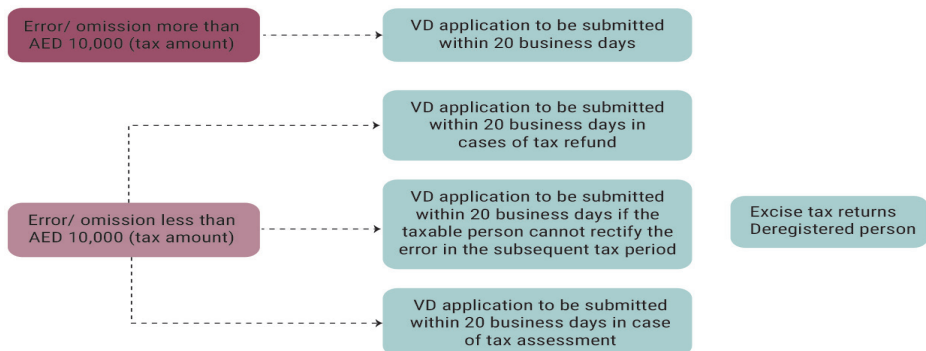 Error/ omission more than
AED 10,000 (tax amount)
VD application to be submitted
within 20 business days
VD application to be submitted
within 20 business days in
cases of tax refund
Error/ omission less than
AED 10,000 (tax amount)
VD application to be submitted
within 20 business days if the
taxable person cannot rectify the
error in the subsequent tax period
Excise tax returns
Deregistered person
VD application to be submitted
within 20 business days in case
of tax assessment